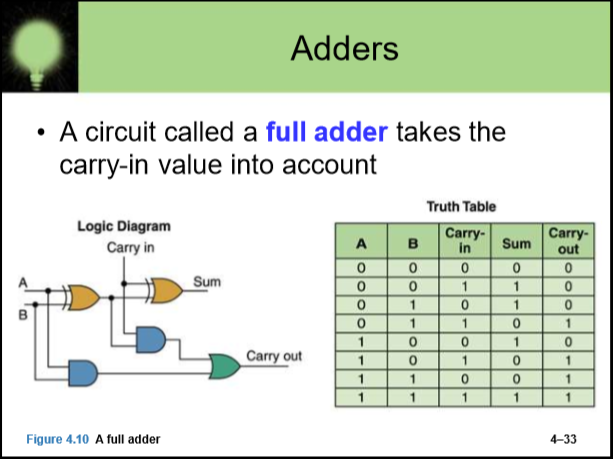 Adders
• A circuit called a full adder takes the
carry-in value into account
Logic Diagram
Carry in
A
B
Sum
Carry out
Truth Table
A B Carry-in Sum Carry-out
0 0 0 0 0
0 0 1 1 0
0 1 0 1 0
0 1 1 0 1
1 0 0 1 0
1 0 1 0 1
1 1 0 0 1
1 1 1 1 1
Figure 4.10 A full adder
4–33